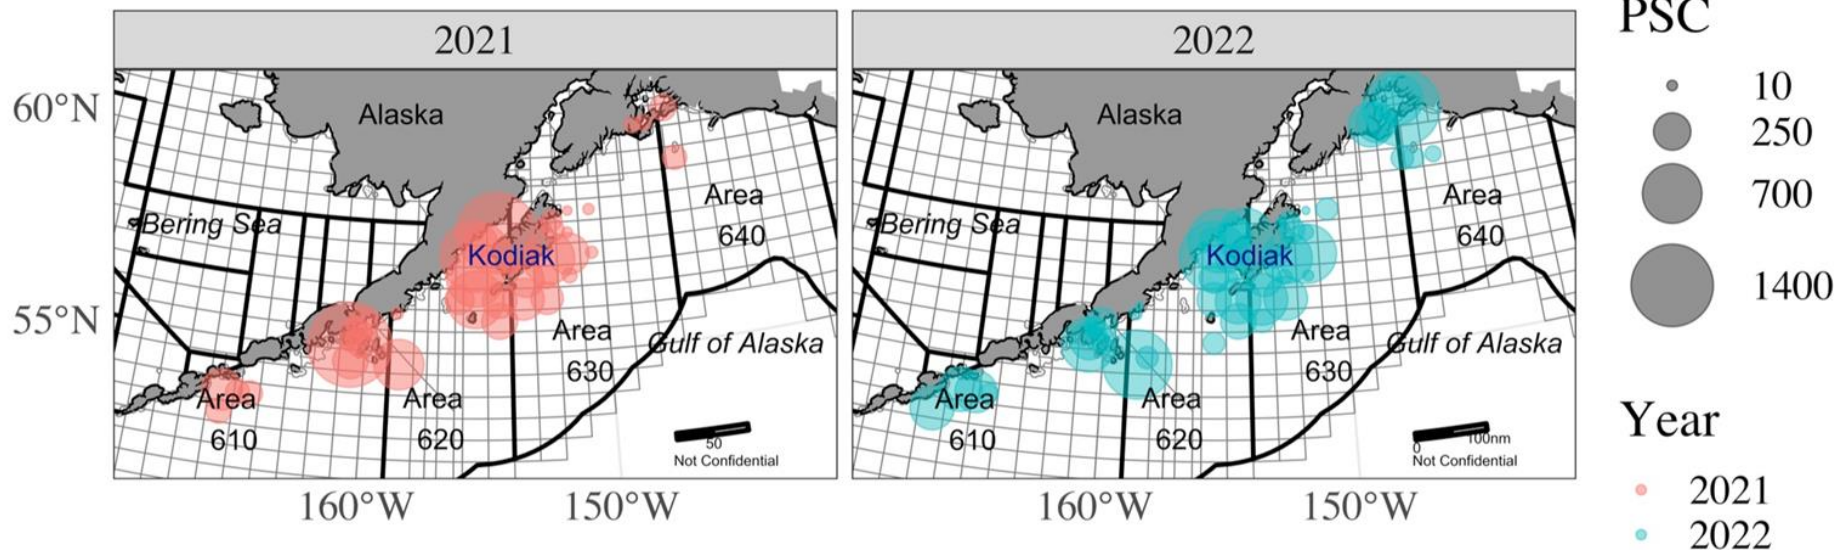 2021
2022
PSC
60°N
55°N
Alaska
Bering Sea
Kodiak
Area
640
Area
630
Gulf of Alaska
Area
610
Area
620
50
Not Confidential
Alaska
Bering Sea
Kodiak
Area
640
Area
630
Gulf of Alaska
Area
610
Area
620
100nm
0
Not Confidential
160°W
150°W
160°W
150°W
10
250
700
1400
Year
2021
2022